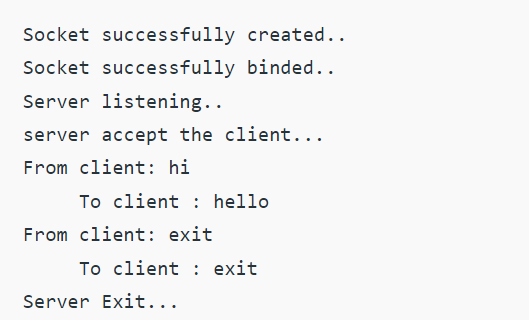 Socket successfully created..
Socket successfully binded..
Server listening..
server accept the client...
From client: hi
     To client : hello
From client: exit
     To client : exit
Server Exit...